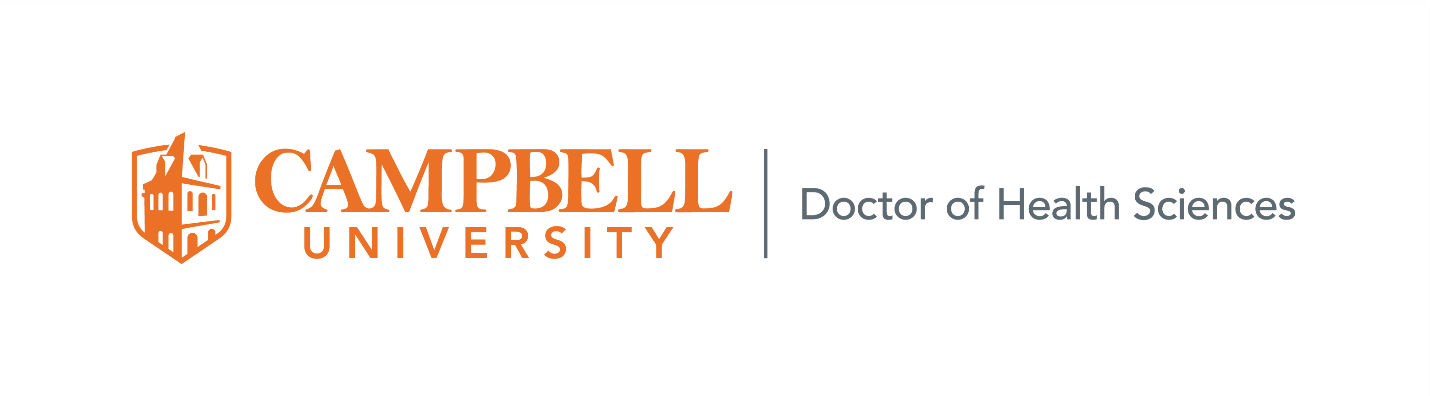 CAMPBELL
UNIVERSITY
Doctor of Health Sciences